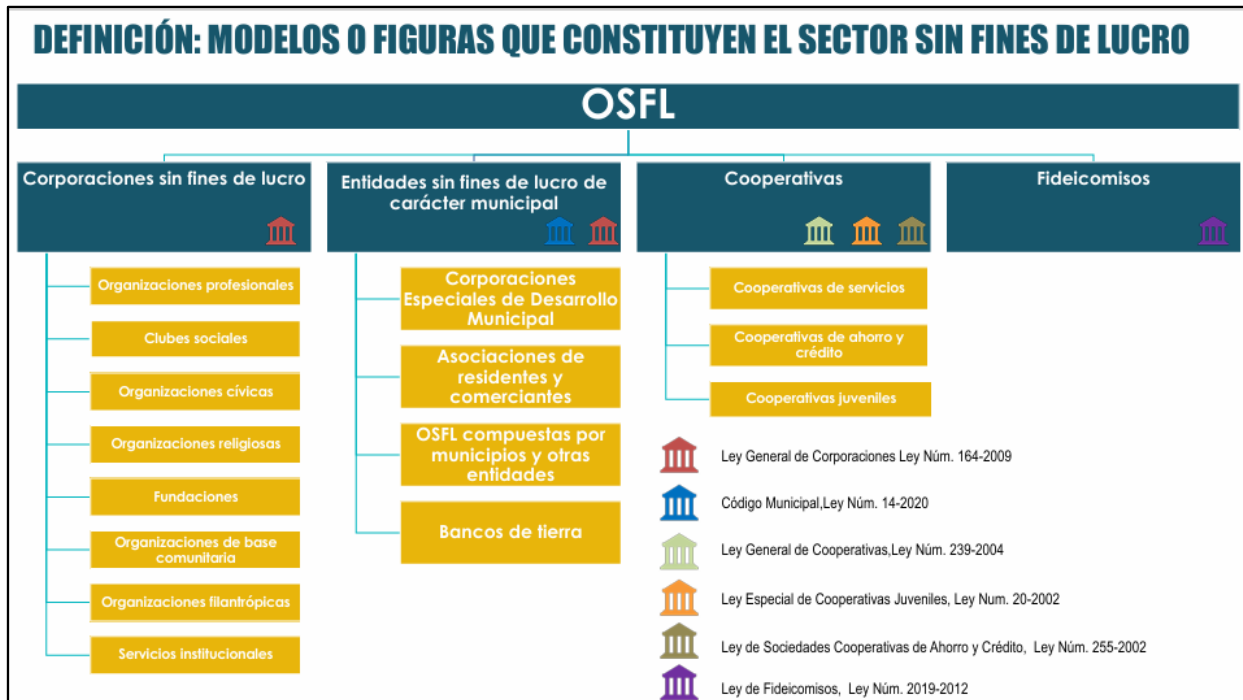 DEFINICIÓN: MODELOS O FIGURAS QUE CONSTITUYEN EL SECTOR SIN FINES DE LUCRO
OSFL
Corporaciones sin fines de lucro
Organizaciones profesionales
Clubes sociales
Organizaciones cívicas
Organizaciones religiosas
Fundaciones
Organizaciones de base
comunitaria
Organizaciones filantrópicas
Servicios institucionales
Entidades sin fines de lucro de
carácter municipal
Corporaciones
Especiales de Desarrollo
Municipal
Asociaciones de
residentes y
comerciantes
OSFL compuestas por
municipios y otras
entidades
Bancos de tierra
Cooperativas
Cooperativas de servicios
Cooperativas de ahorro y
crédito
Cooperativas juveniles
Fideicomisos
Ley General de Corporaciones Ley Núm. 164-2009
Código Municipal,Ley Núm. 14-2020
Ley General de Cooperativas,Ley Núm. 239-2004
Ley Especial de Cooperativas Juveniles, Ley Num. 20-2002
Ley de Sociedades Cooperativas de Ahorro y Crédito, Ley Núm. 255-2002
Ley de Fideicomisos, Ley Núm. 2019-2012